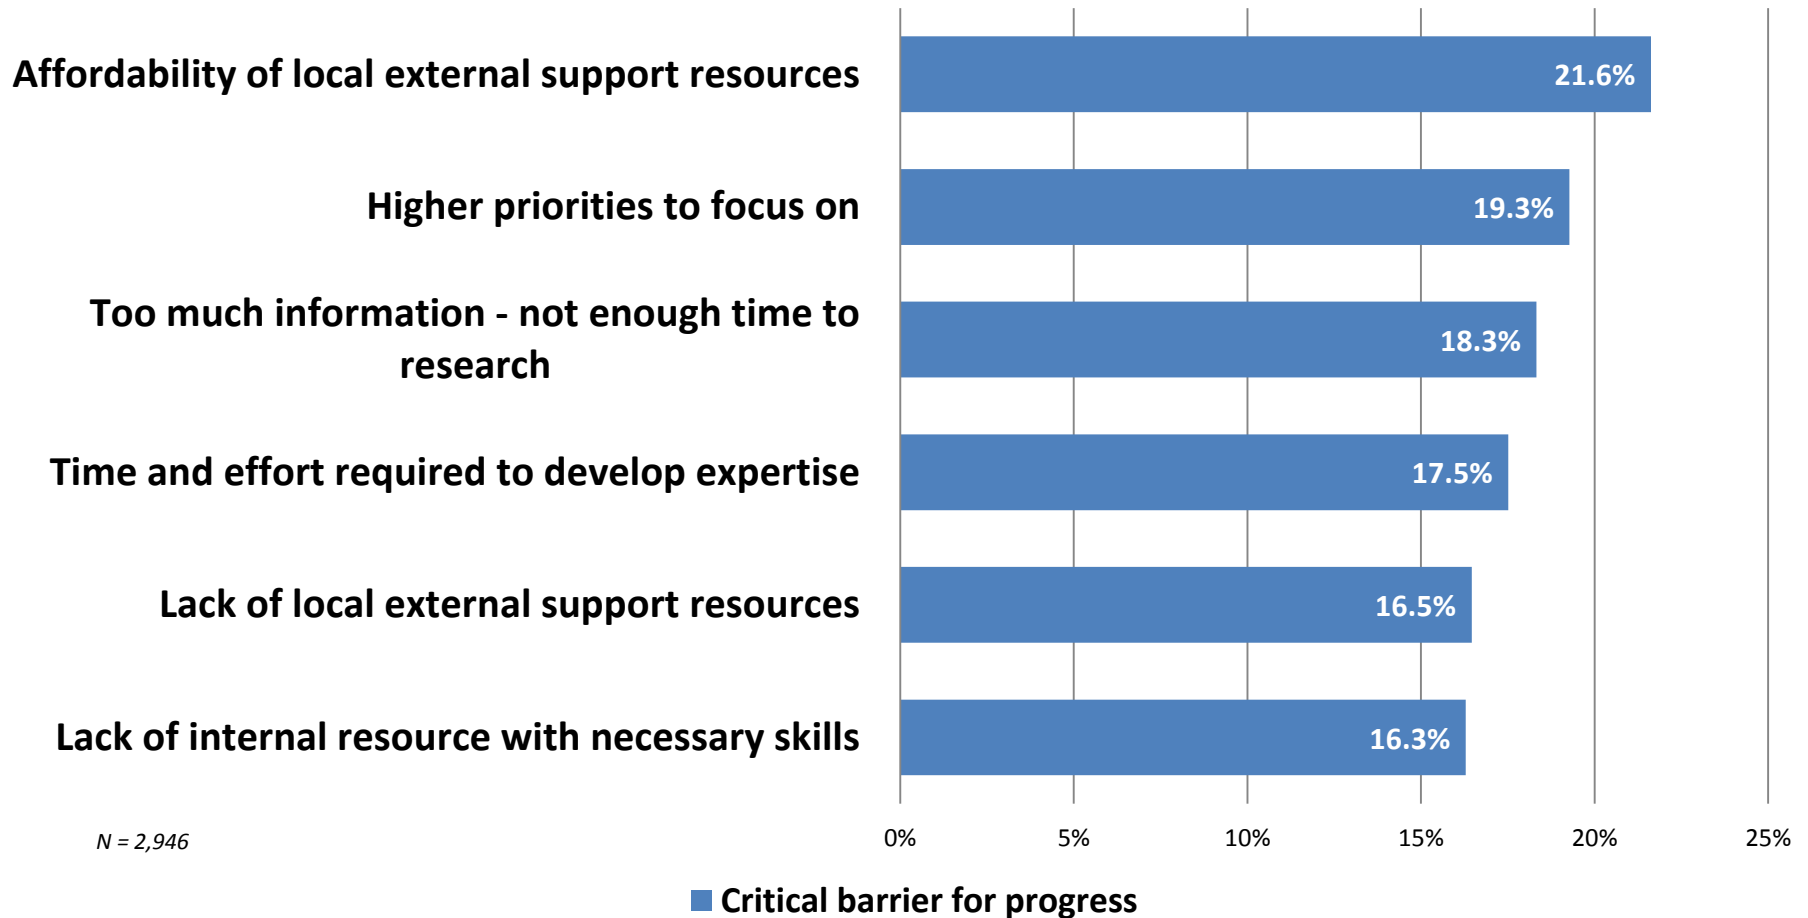 Affordability of local external support resources
21.6%
Higher priorities to focus on
19.3%
Too much information - not enough time to
research
18.3%
Time and effort required to develop expertise
17.5%
Lack of local external support resources
16.5%
Lack of internal resource with necessary skills
16.3%
N = 2,946
0% 5% 10% 15% 20% 25%
Critical barrier for progress